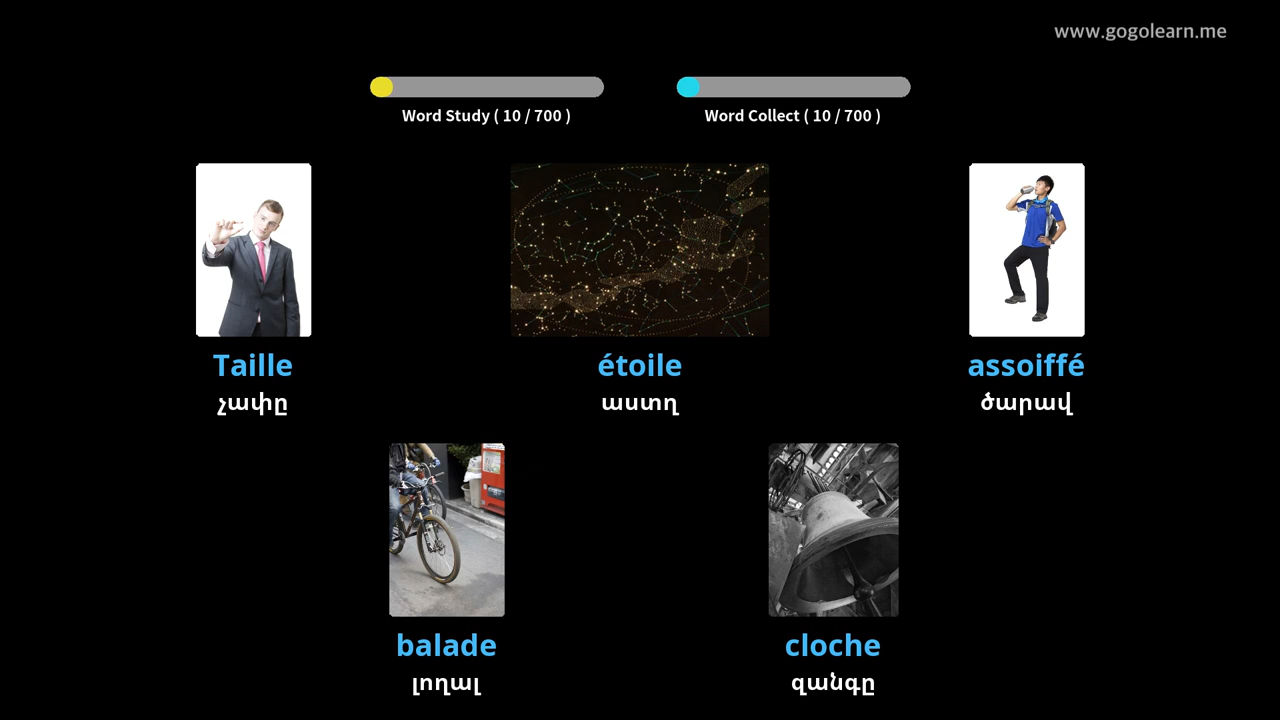 www.gogolearn.me
Word Study ( 10 / 700 )
Word Collect ( 10 / 700 )
Taille
չափը
étoile
աստղ
assoiffé
ծարավ
balade
լողալ
cloche
զանգը